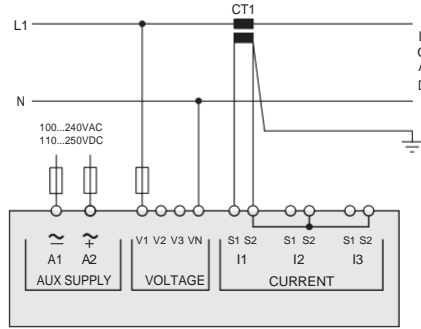 CT1
L1
L
O
A
D
N
100...240VAC
110...250VDC
V1 V2 V3 VN S1 S2 S1 S2 S1 S2
A1 A2 I1 I2 I3
AUX SUPPLY VOLTAGE CURRENT